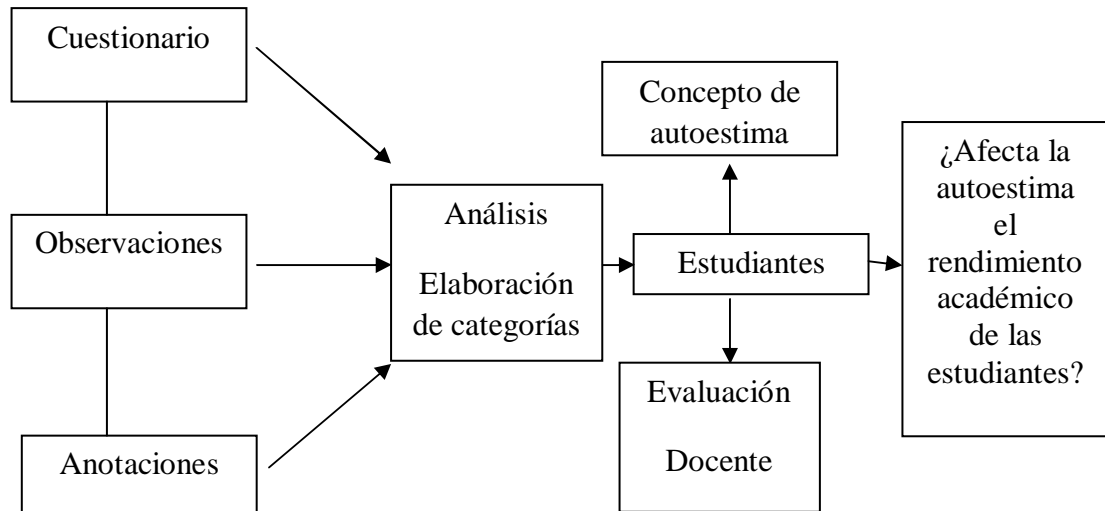 Cuestionario
Observaciones
Anotaciones
Análisis
Elaboración
de categorías
Concepto de
autoestima
Estudiantes
Evaluación
Docente
¿Afecta la
autoestima
el
rendimiento
académico
de las
estudiantes?